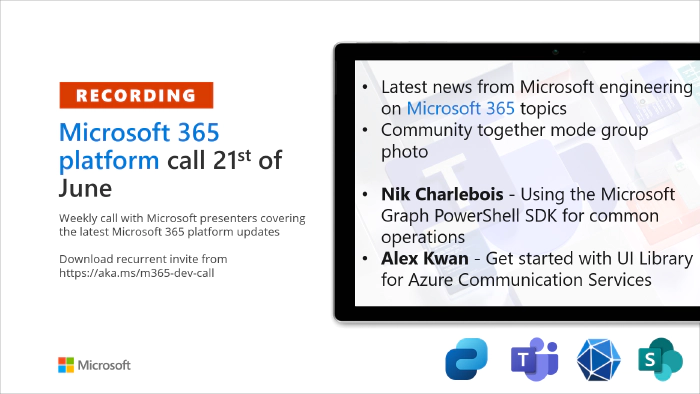 RECORDING
Microsoft 365
platform call 21st of
June
Weekly call with Microsoft presenters covering
the latest Microsoft 365 platform updates
Download recurrent invite from
https://aka.ms/m365-dev-call
Microsoft
• Latest news from Microsoft engineering
on Microsoft 365 topics
• Community together mode group
photo
• Nik Charlebois - Using the Microsoft
Graph PowerShell SDK for common
operations
• Alex Kwan - Get started with UI Library
for Azure Communication Services
T
S